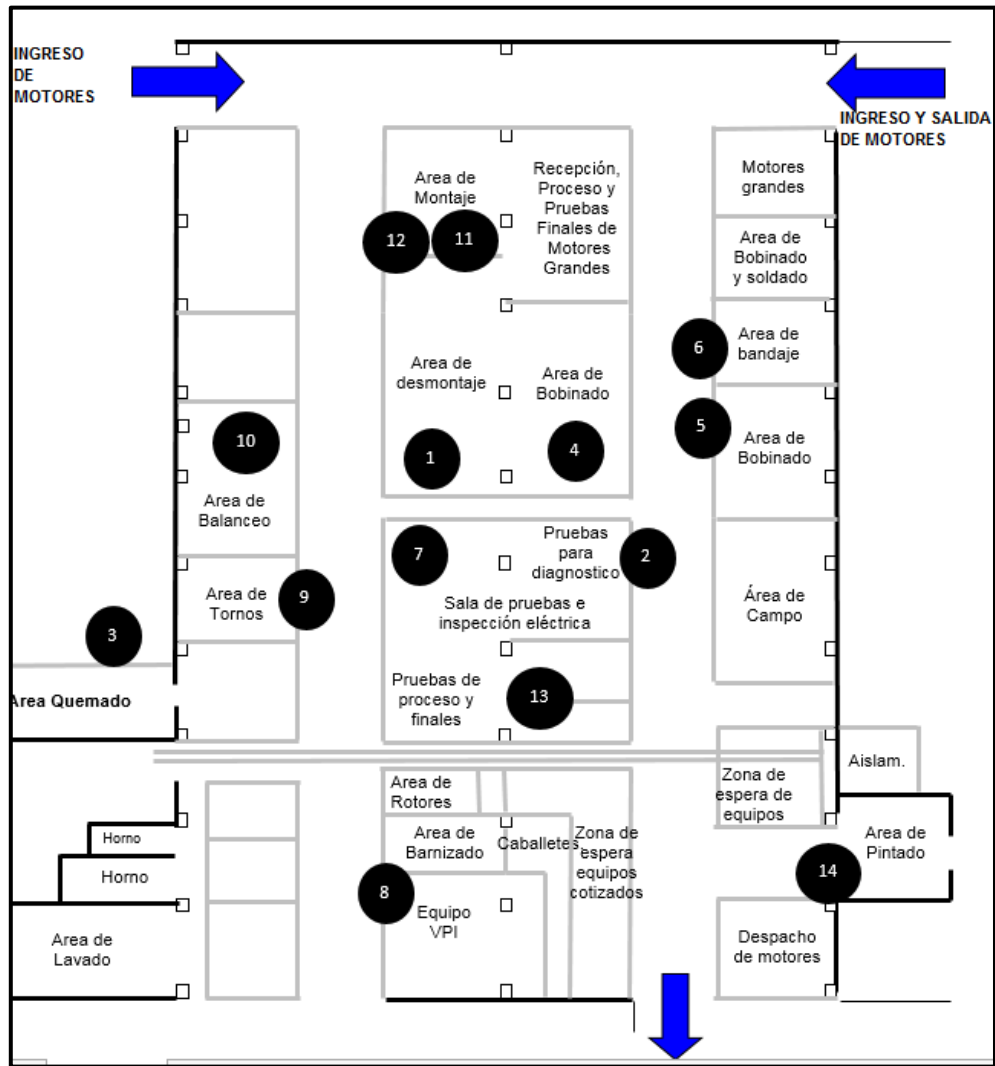 INGRESO
DE
MOTORES
INGRESO Y SALIDA
DE MOTORES
Area de
Montaje
12
11
Recepción,
Proceso y
Pruebas
Finales de
Motores
Grandes
Motores
grandes
Area de
Bobinado
y soldado
6
Area de
bandaje
Area de
desmontaje
1
Area de
Bobinado
4
5
Area de
Bobinado
10
Area de
Balanceo
Area de
Tornos
9
3
Area Quemado
7
Pruebas
para
diagnostico
2
Sala de pruebas e
inspección eléctrica
Pruebas de
proceso y
finales
13
Área de
Campo
Aislam.
Zona de
espera de
equipos
Area de
Pintado
14
Area de
Rotores
Area de
Barnizado
Caballetes
Zona de
espera
equipos
cotizados
8
Equipo
VPI
Horno
Horno
Area de
Lavado
Despacho
de motores